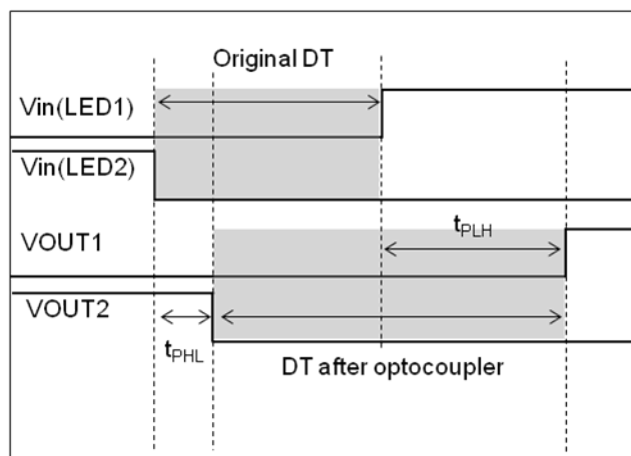 Original DT
Vin(LED1)
Vin(LED2)
VOUT1
tPLH
VOUT2
tPHL
DT after optocoupler